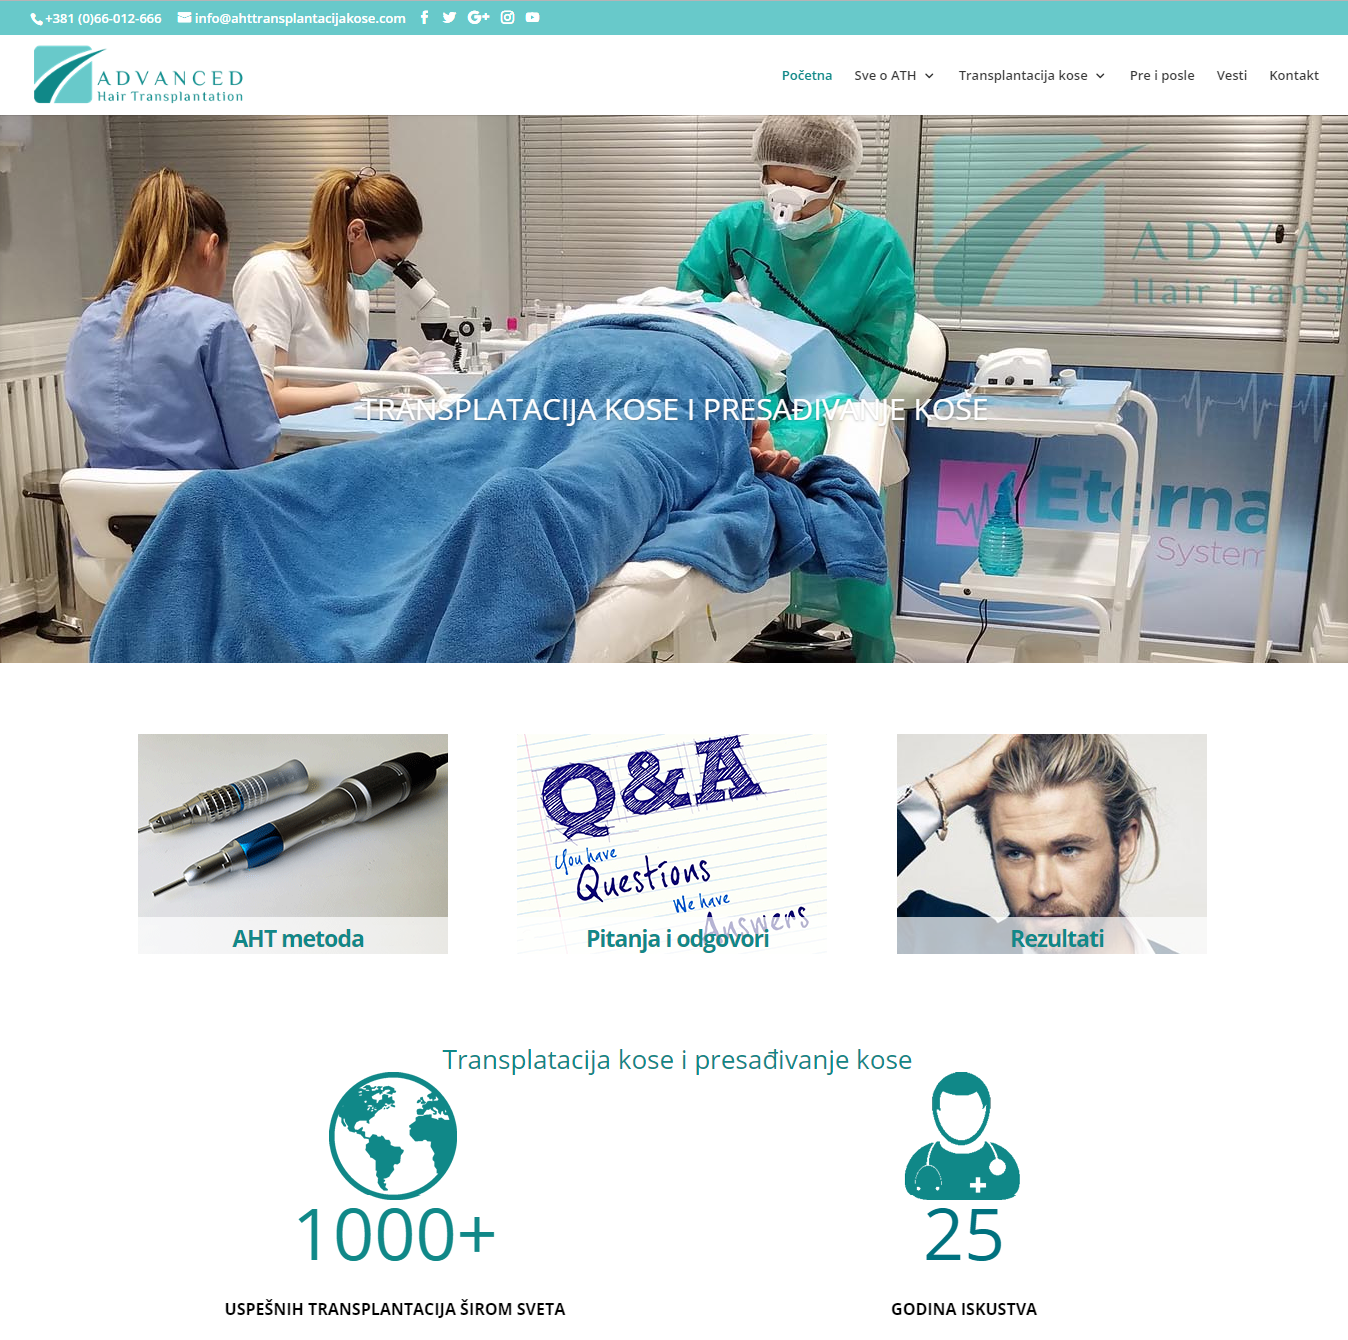 +381 (0)66-012-666 info@ahttransplantacijakose.com
ADVANCED
Hair Transplantation
Početna Sve o ATH Transplantacija kose Pre i posle Vesti Kontakt
ADVA
Hair Transp
TRANSPLATACIJA KOSE I PRESAĐIVANJE KOSE
Eterna
System
Q&A
You have
Questions
We have
Answers
AHT metoda
Pitanja i odgovori
Rezultati
Transplatacija kose i presađivanje kose
1000+
25
USPEŠNIH TRANSPLANTACIJA ŠIROM SVETA
GODINA ISKUSTVA